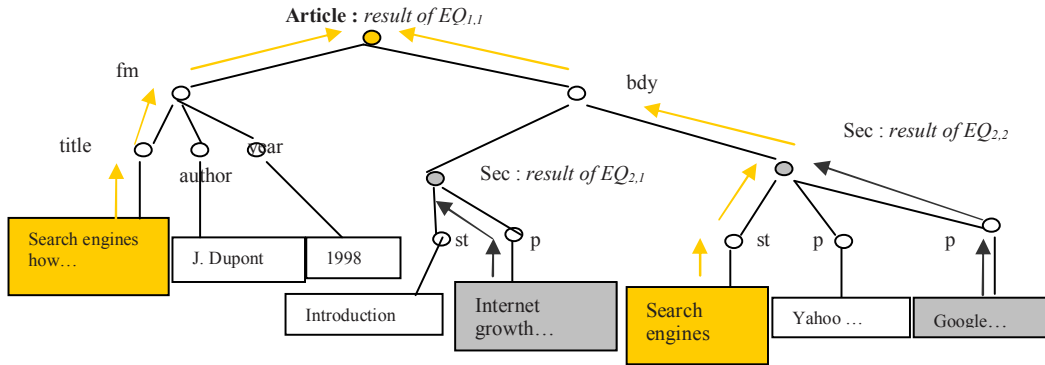 Article : result of EQ1,1
fm
bdy
title
author
year
Sec : result of EQ2,1
Sec : result of EQ2,2
st
p
st
p
p
Search engines
how…
J. Dupont
1998
Introduction
Internet
growth…
Search
engines
Yahoo …
Google…